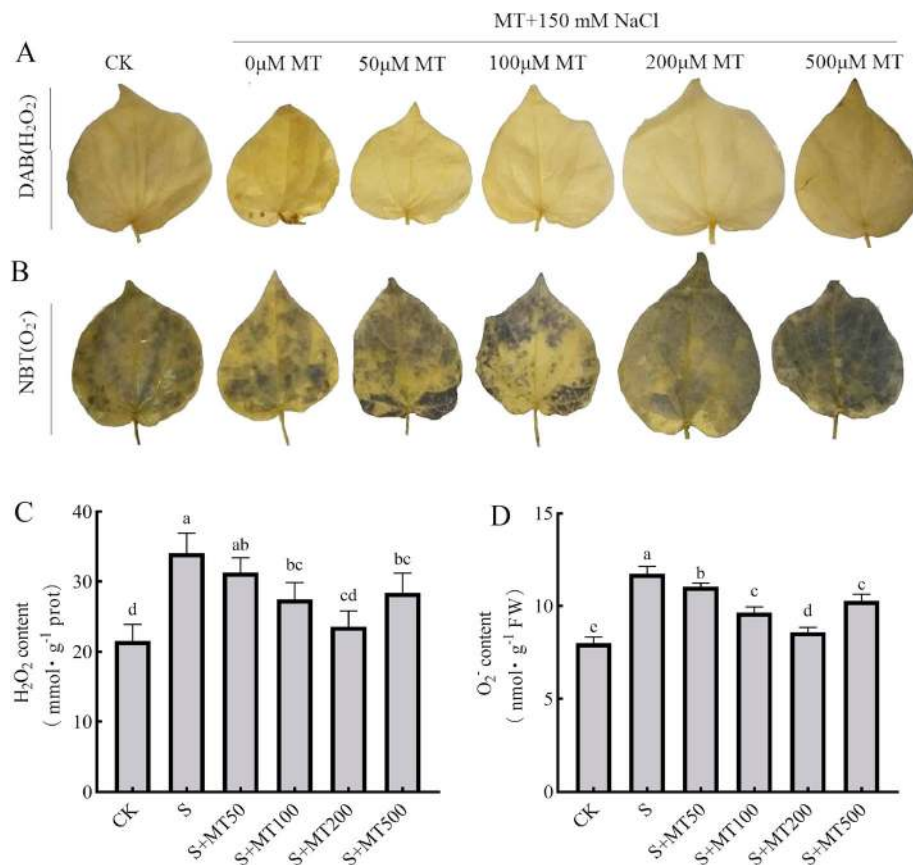 MT+150 mM NaCl
A
CK
0μM MT
50μM MT
100μM MT
200μM MT
500μM MT
DAB(H₂O₂)
B
NBT(O₂⁻)
C
H₂O₂ content
( mmol· g⁻¹ prot)
40
30
20
10
0
d
a
ab
bc
cd
bc
CK
S
S+MT50
S+MT100
S+MT200
S+MT500
D
O₂⁻ content
( nmol· g⁻¹ FW)
15
10
5
0
e
a
b
c
d
c
CK
S
S+MT50
S+MT100
S+MT200
S+MT500